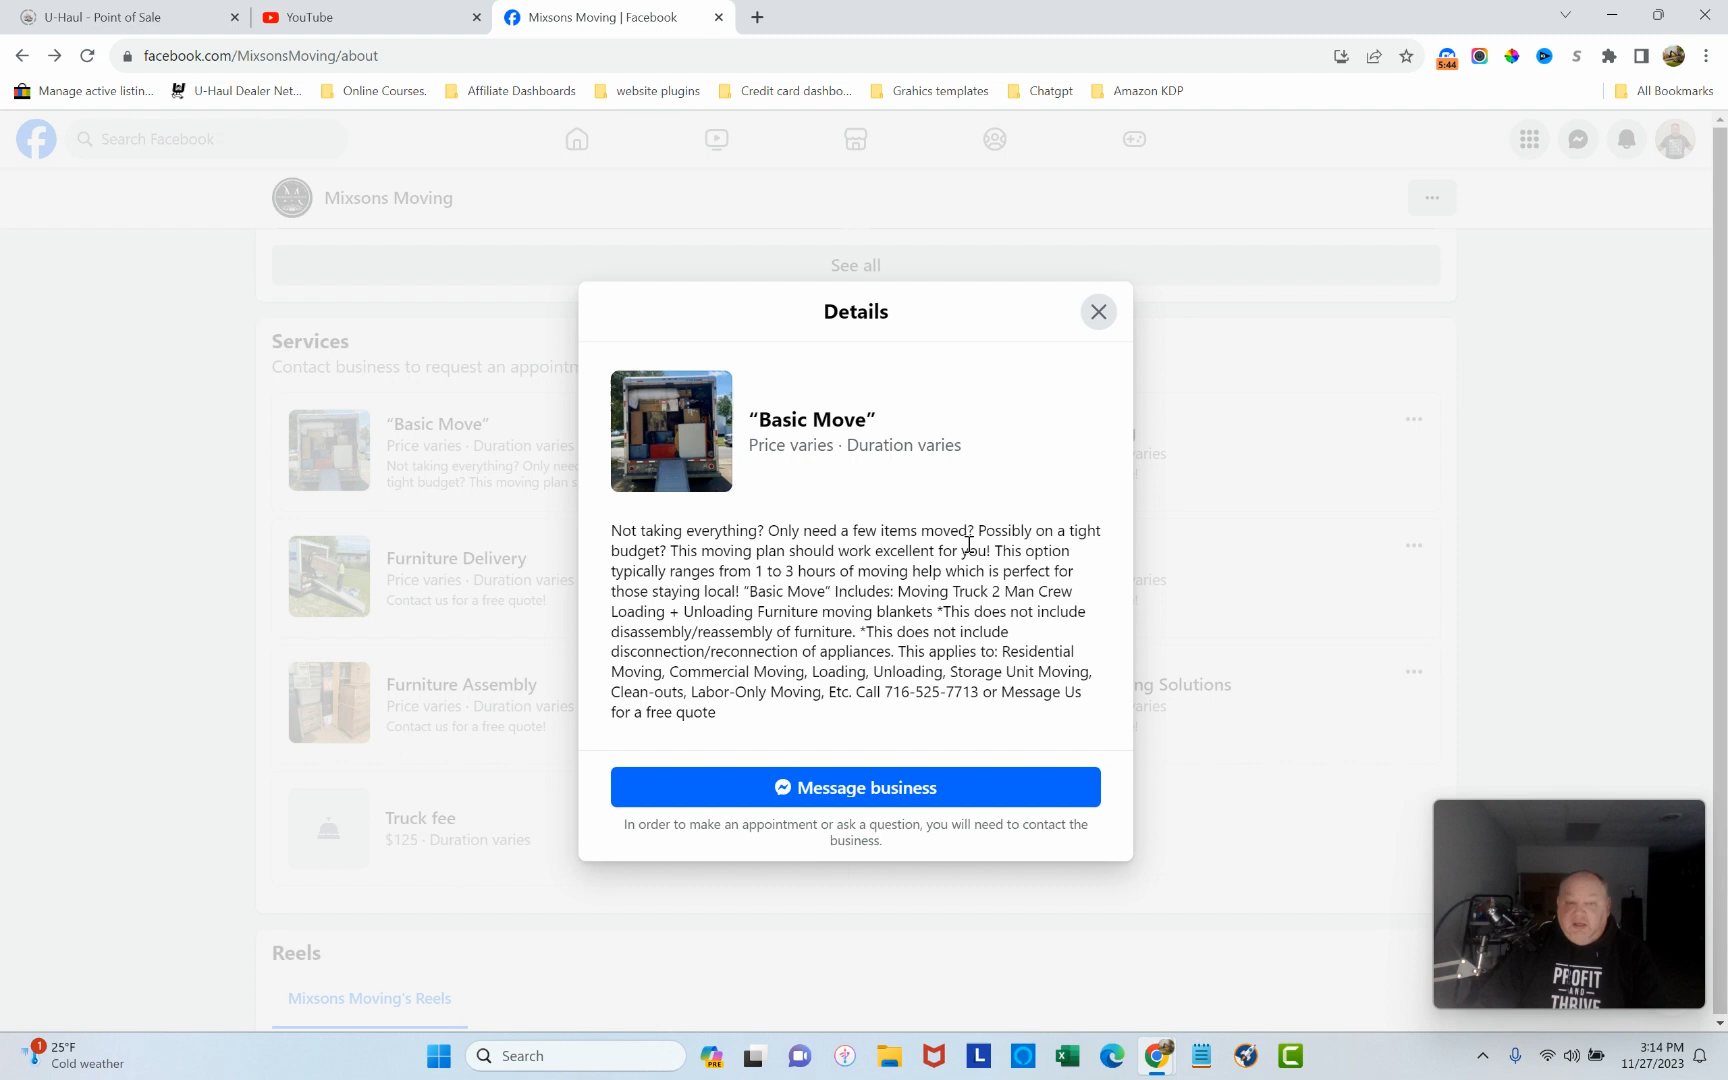 U-Haul - Point of Sale
YouTube
Mixsons Moving | Facebook
facebook.com/MixsonsMoving/about
5:44
Manage active listin...
U-Haul Dealer Net...
Online Courses.
Affiliate Dashboards
website plugins
Credit card dashbo...
Grahics templates
Chatgpt
Amazon KDP
All Bookmarks
Search Facebook
Mixsons Moving
See all
Services
Contact business to request an appointm
"Basic Move"
Price varies · Duration varies
Not taking everything? Only need
tight budget? This moving plan s
Furniture Delivery
Price varies · Duration varies
Contact us for a free quote!
Furniture Assembly
Price varies · Duration varies
Contact us for a free quote!
ng Solutions
Truck fee
$125 · Duration varies
Details
“Basic Move”
Price varies · Duration varies
Not taking everything? Only need a few items moved? Possibly on a tight
budget? This moving plan should work excellent for you! This option
typically ranges from 1 to 3 hours of moving help which is perfect for
those staying local! “Basic Move” Includes: Moving Truck 2 Man Crew
Loading + Unloading Furniture moving blankets *This does not include
disassembly/reassembly of furniture. *This does not include
disconnection/reconnection of appliances. This applies to: Residential
Moving, Commercial Moving, Loading, Unloading, Storage Unit Moving,
Clean-outs, Labor-Only Moving, Etc. Call 716-525-7713 or Message Us
for a free quote
Message business
In order to make an appointment or ask a question, you will need to contact the
business.
Reels
Mixsons Moving's Reels
PROFIT
AND
THRIVE
1
25°F
Cold weather
Search
PRE
3:14 PM
11/27/2023